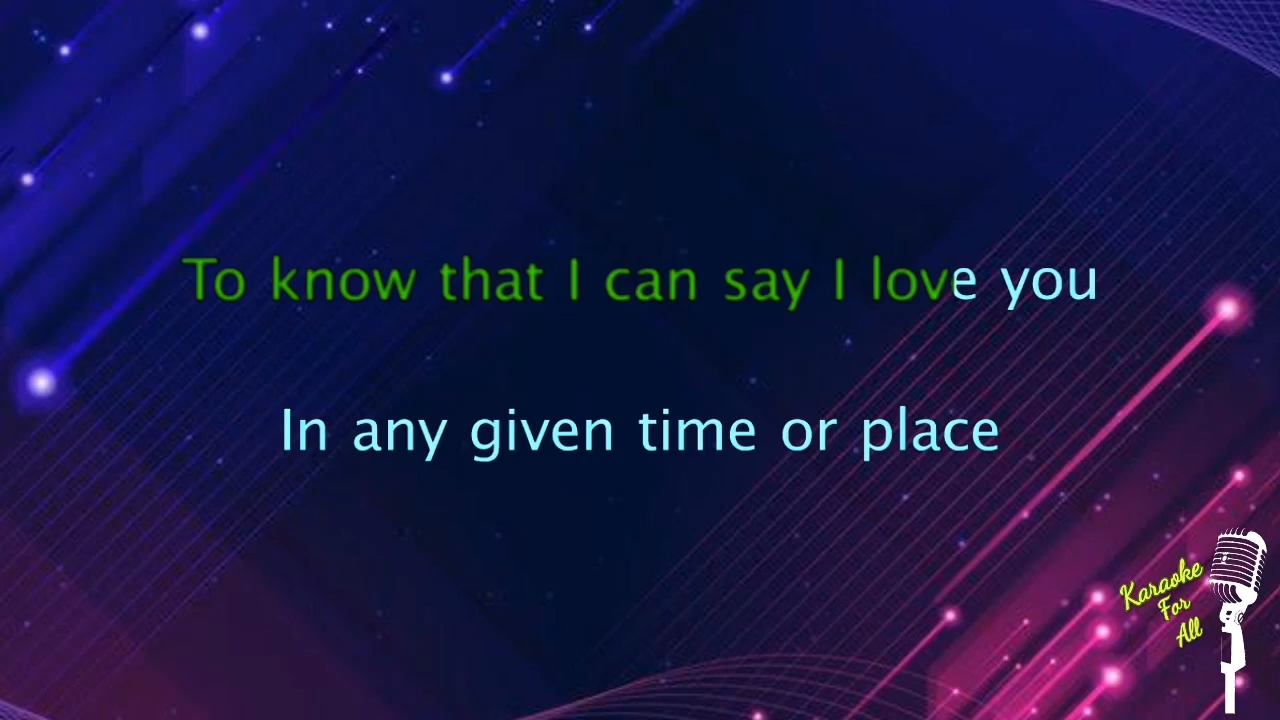 To know that I can say I love you
In any given time or place
Karaoke
For
All